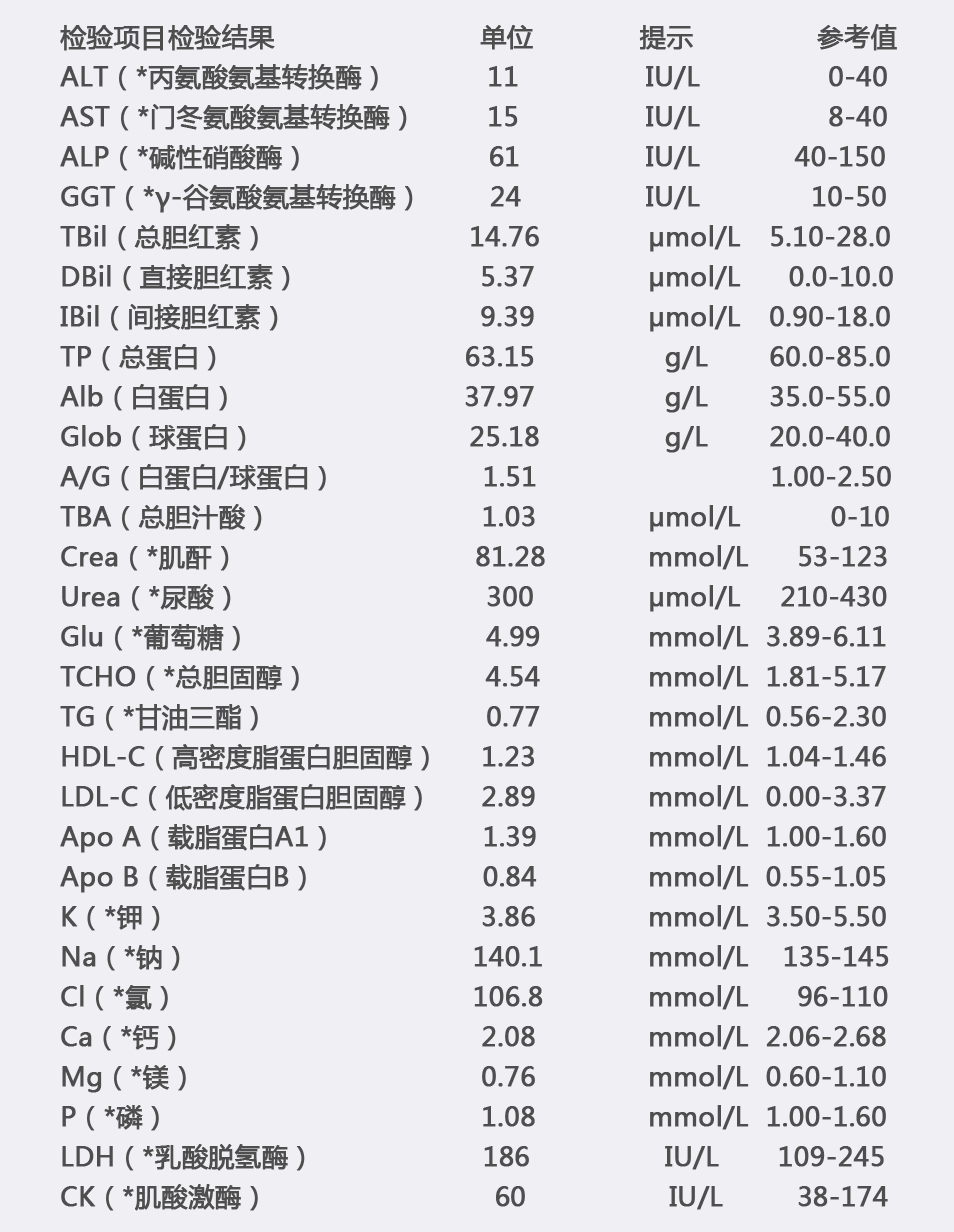 检验项目检验结果 单位 提示 参考值
ALT（*丙氨酸氨基转换酶） 11 IU/L 0-40
AST（*门冬氨酸氨基转换酶） 15 IU/L 8-40
ALP（*碱性硝酸酶） 61 IU/L 40-150
GGT（*γ-谷氨酸氨基转换酶） 24 IU/L 10-50
TBil（总胆红素） 14.76 μmol/L 5.10-28.0
DBil（直接胆红素） 5.37 μmol/L 0.0-10.0
IBil（间接胆红素） 9.39 μmol/L 0.90-18.0
TP（总蛋白） 63.15 g/L 60.0-85.0
Alb（白蛋白） 37.97 g/L 35.0-55.0
Glob（球蛋白） 25.18 g/L 20.0-40.0
A/G（白蛋白/球蛋白） 1.51 1.00-2.50
TBA（总胆汁酸） 1.03 μmol/L 0-10
Crea（*肌酐） 81.28 mmol/L 53-123
Urea（*尿酸） 300 μmol/L 210-430
Glu（*葡萄糖） 4.99 mmol/L 3.89-6.11
TCHO（*总胆固醇） 4.54 mmol/L 1.81-5.17
TG（*甘油三酯） 0.77 mmol/L 0.56-2.30
HDL-C（高密度脂蛋白胆固醇） 1.23 mmol/L 1.04-1.46
LDL-C（低密度脂蛋白胆固醇） 2.89 mmol/L 0.00-3.37
Apo A（载脂蛋白A1） 1.39 mmol/L 1.00-1.60
Apo B（载脂蛋白B） 0.84 mmol/L 0.55-1.05
K（*钾） 3.86 mmol/L 3.50-5.50
Na（*钠） 140.1 mmol/L 135-145
Cl（*氯） 106.8 mmol/L 96-110
Ca（*钙） 2.08 mmol/L 2.06-2.68
Mg（*镁） 0.76 mmol/L 0.60-1.10
P（*磷） 1.08 mmol/L 1.00-1.60
LDH（*乳酸脱氢酶） 186 IU/L 109-245
CK（*肌酸激酶） 60 IU/L 38-174